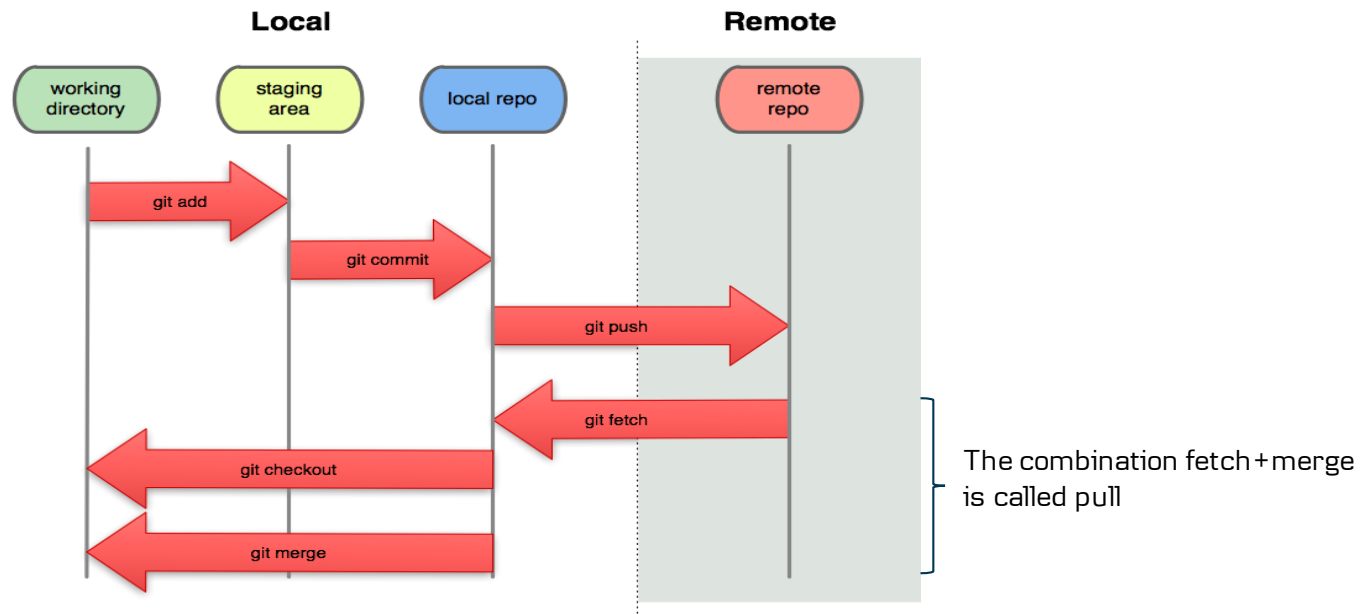 Local
Remote
working
directory
staging
area
local repo
remote
repo
git add
git commit
git push
git fetch
git checkout
git merge
The combination fetch+merge
is called pull